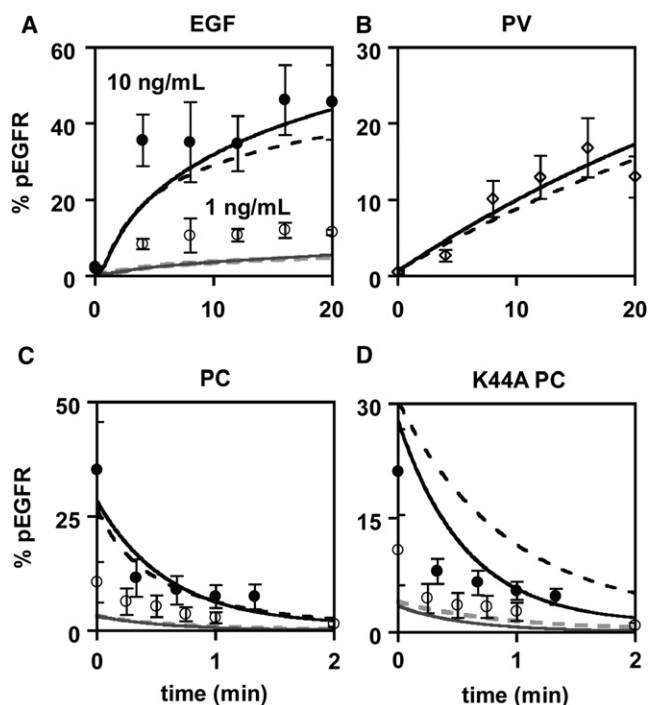 A EGF
B PV
60
40
20
0
% pEGFR
10 ng/mL
1 ng/mL
0 10 20
30
20
10
0
0 10 20
C PC
D K44A PC
50
25
0
% pEGFR
0 1 2
time (min)
30
15
0
0 1 2
time (min)